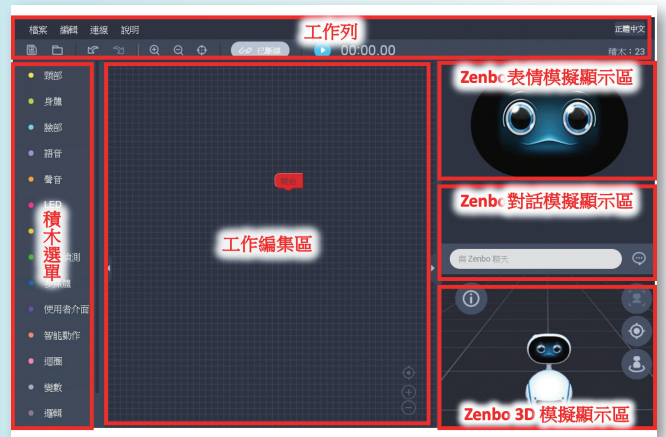 檔案 編輯 連線 說明
正體中文
工作列
00:00.00
積木：23
頭部
身體
臉部
語音
聲音
LED
使用者介面
智能動作
迴圈
變數
邏輯
積木選單
工作編集區
Zenbo 表情模擬顯示區
Zenbo 對話模擬顯示區
與 Zenbo 聊天
Zenbo 3D 模擬顯示區